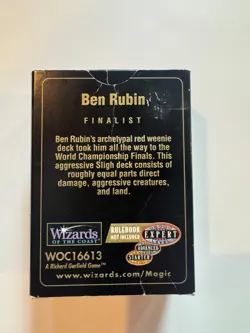 Ben Rubin
FINALIST
Ben Rubin's archetypal red weenie
deck took him all the way to the
World Championship Finals. This
aggressive Sligh deck consists of
roughly equal parts direct
damage, aggressive creatures,
and land.
Wizards
OF THE COAST
RULEBOOK
NOT INCLUDED
EXPERT
ADVANCED
STARTER
WOC16613
A Richard Garfield Game™
www.wizards.com/Magic